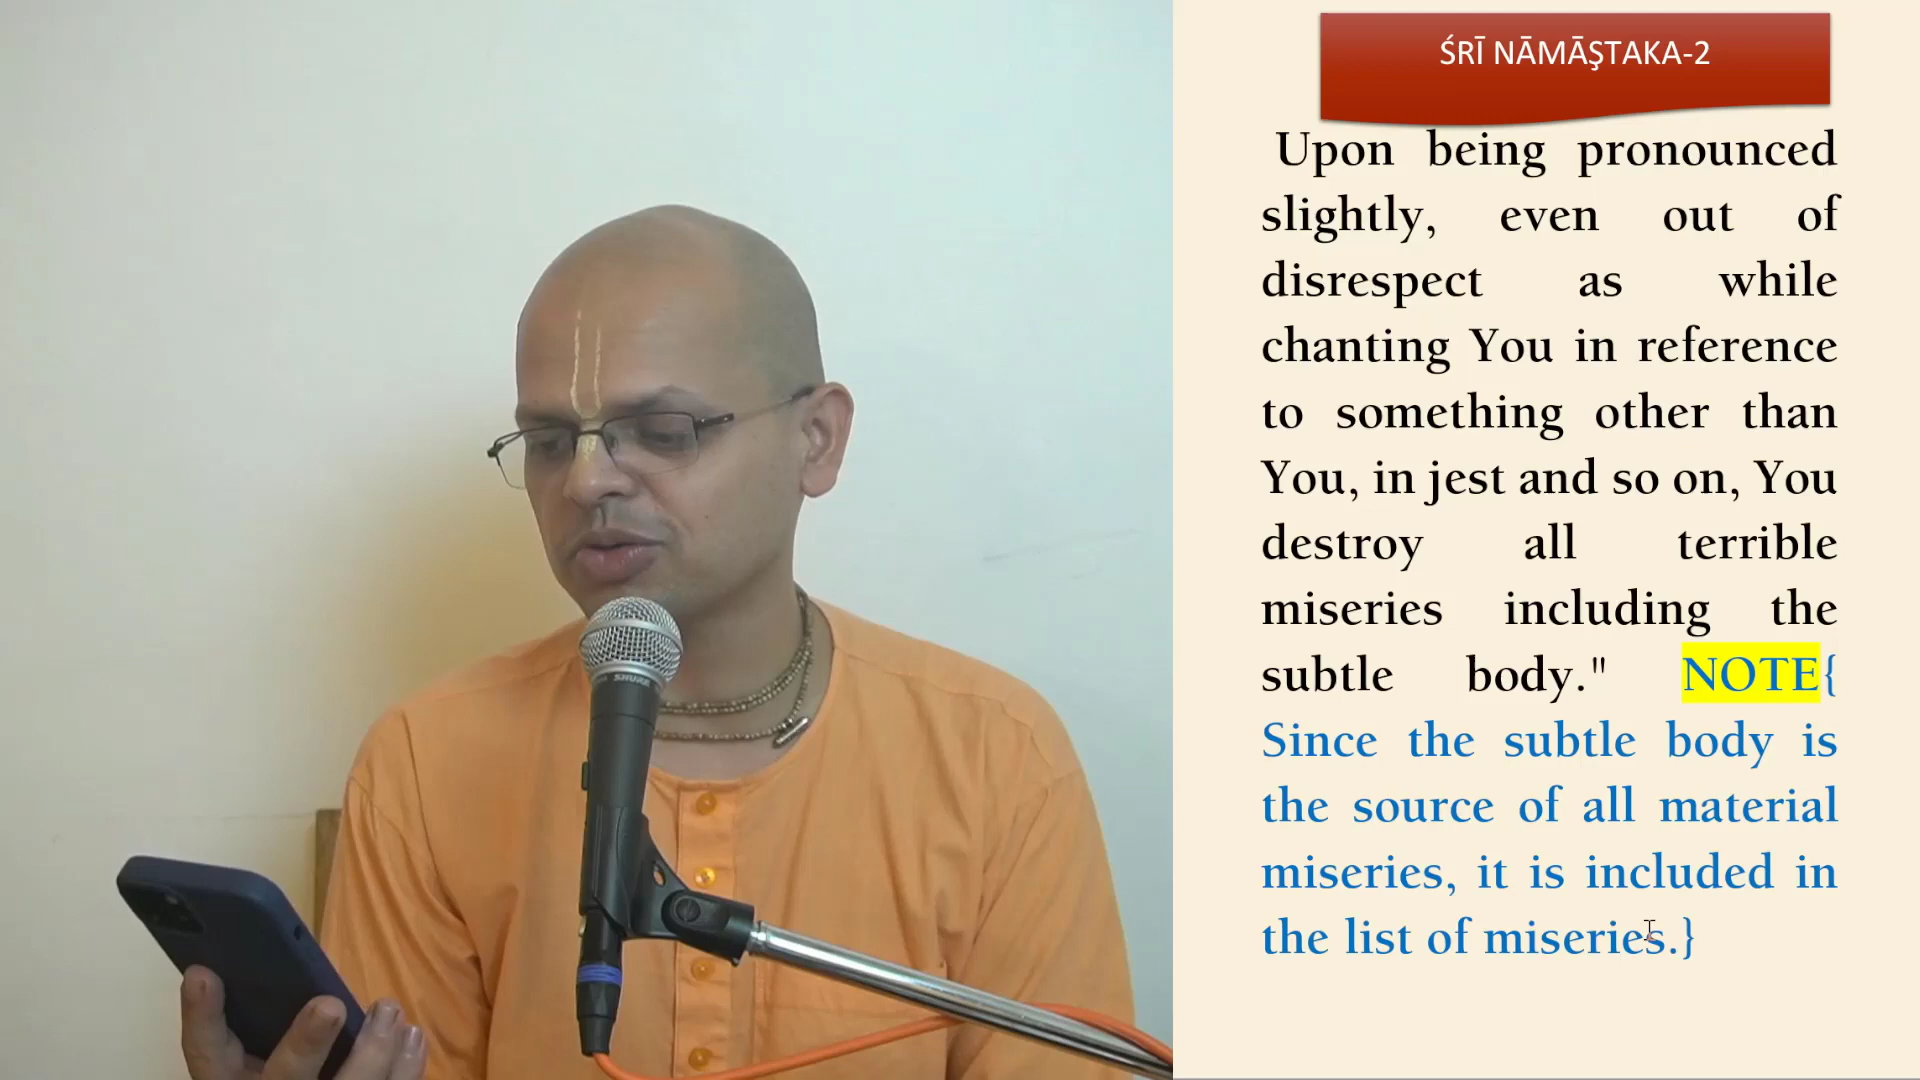 ŚRĪ NĀMĀṢṬAKA-2
Upon being pronounced
slightly, even out of
disrespect as while
chanting You in reference
to something other than
You, in jest and so on, You
destroy all terrible
miseries including the
subtle body." NOTE{
Since the subtle body is
the source of all material
miseries, it is included in
the list of miseries.}
SHURE